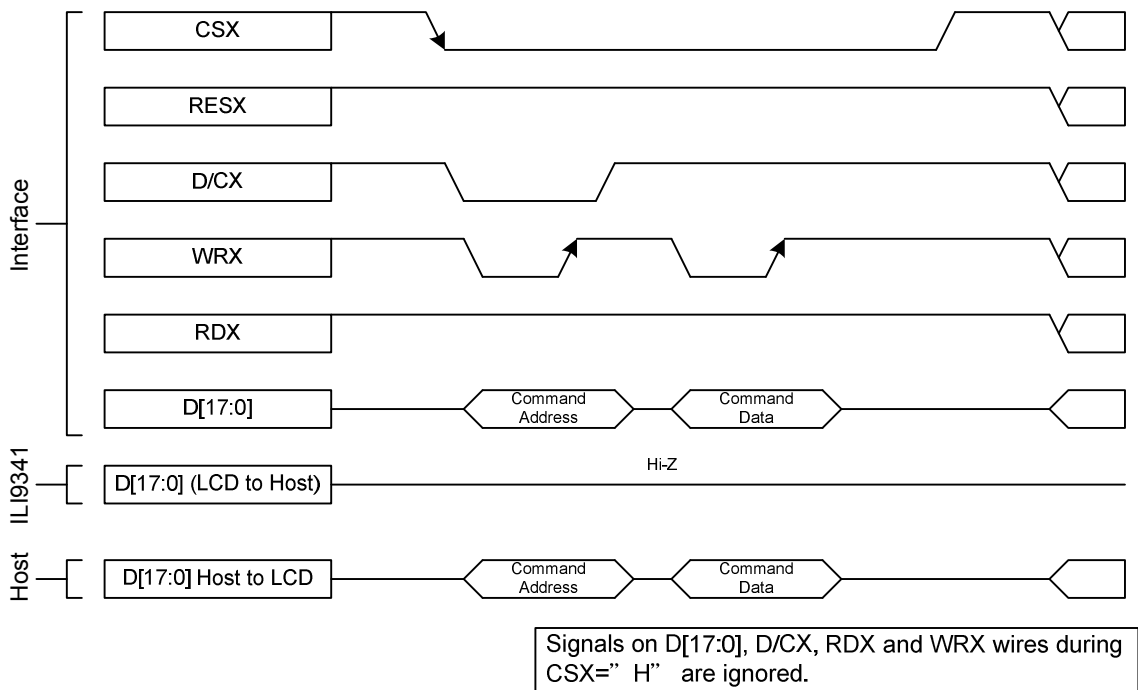 CSX
RESX
D/CX
WRX
RDX
D[17:0]
Command
Address
Command
Data
Interface
D[17:0] (LCD to Host)
Hi-Z
ILI9341
D[17:0] Host to LCD
Command
Address
Command
Data
Host
Signals on D[17:0], D/CX, RDX and WRX wires during
CSX=” H” are ignored.